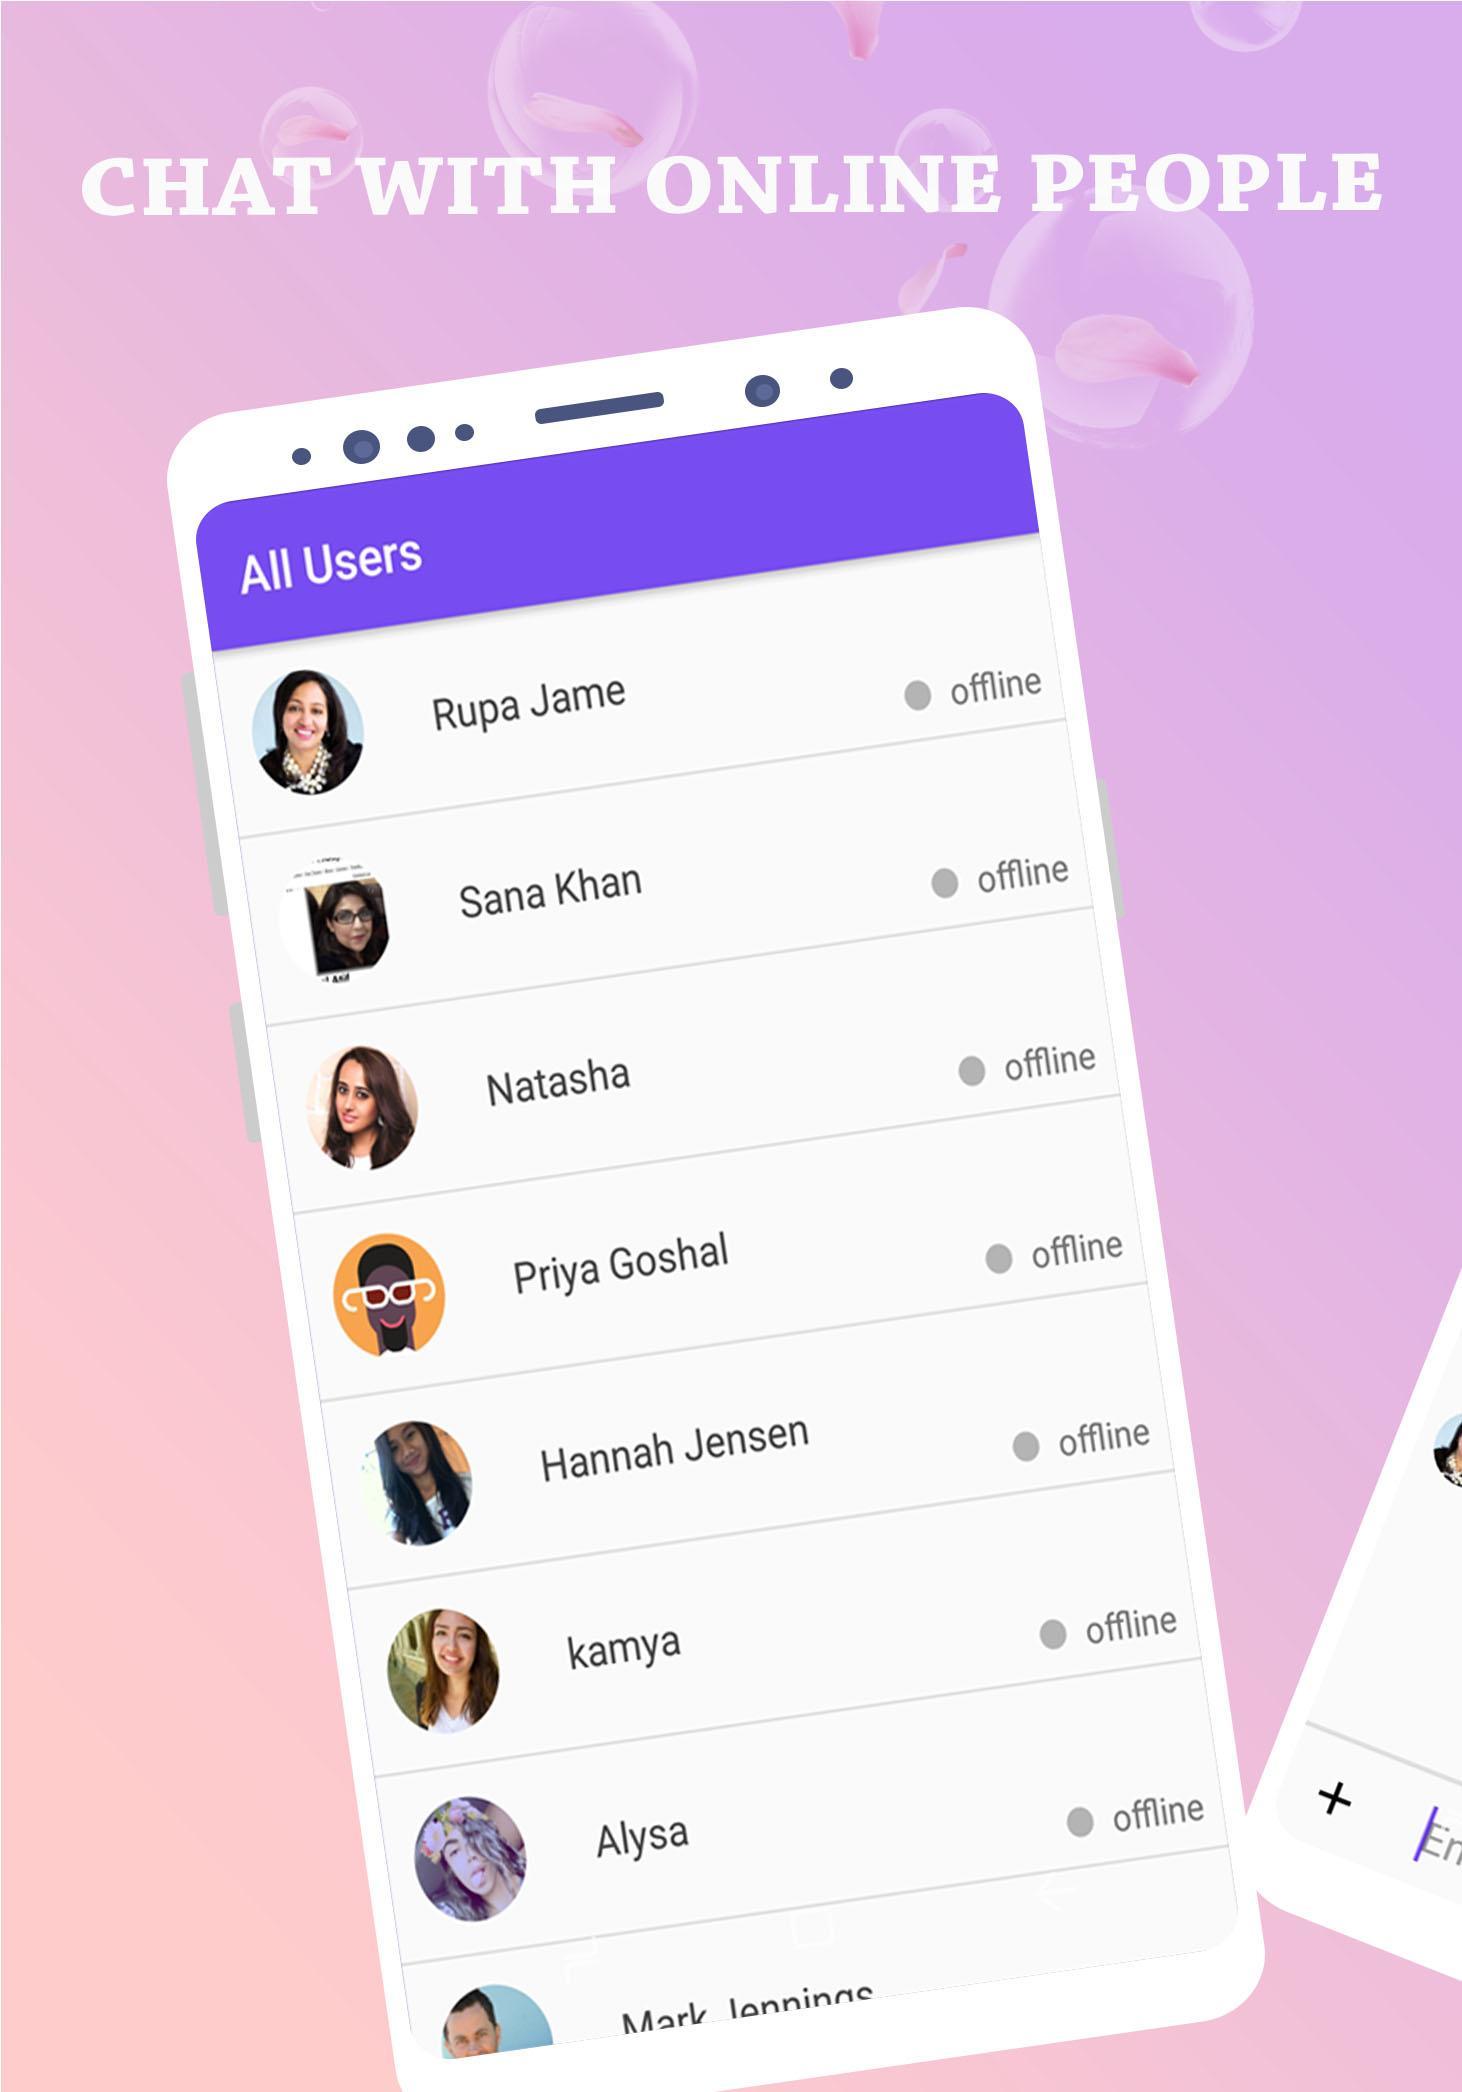 CHAT WITH ONLINE PEOPLE
All Users
Rupa Jame
offline
Sana Khan
offline
Natasha
offline
Priya Goshal
offline
Hannah Jensen
offline
kamya
offline
Alysa
offline
Mark Jennings
+
En